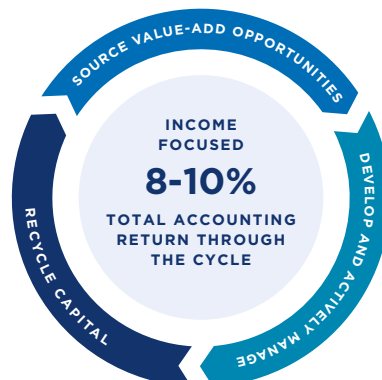 SOURCE VALUE-ADD OPPORTUNITIES
DEVELOP AND ACTIVELY MANAGE
RECYCLE CAPITAL
INCOME
FOCUSED
8-10%
TOTAL ACCOUNTING
RETURN THROUGH
THE CYCLE